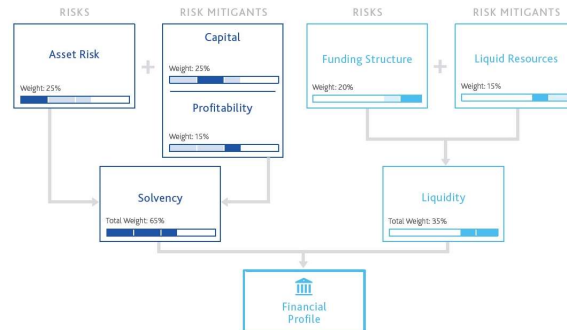 RISKS
RISK MITIGANTS
RISKS
RISK MITIGANTS
Asset Risk
Weight: 25%
+
Capital
Weight: 25%
Profitability
Weight: 15%
Funding Structure
Weight: 20%
+
Liquid Resources
Weight: 15%
Solvency
Total Weight: 65%
Liquidity
Total Weight: 35%
Financial
Profile